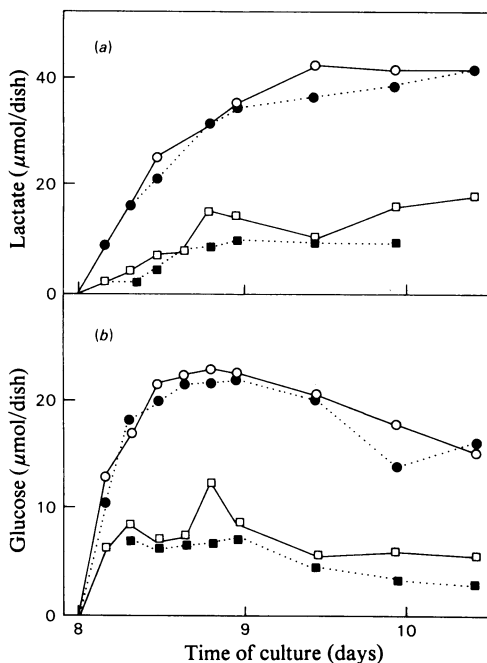 (a)
40
20
0
Lactate (μmol/dish)
(b)
20
10
0
Glucose (μmol/dish)
8 9 10
Time of culture (days)